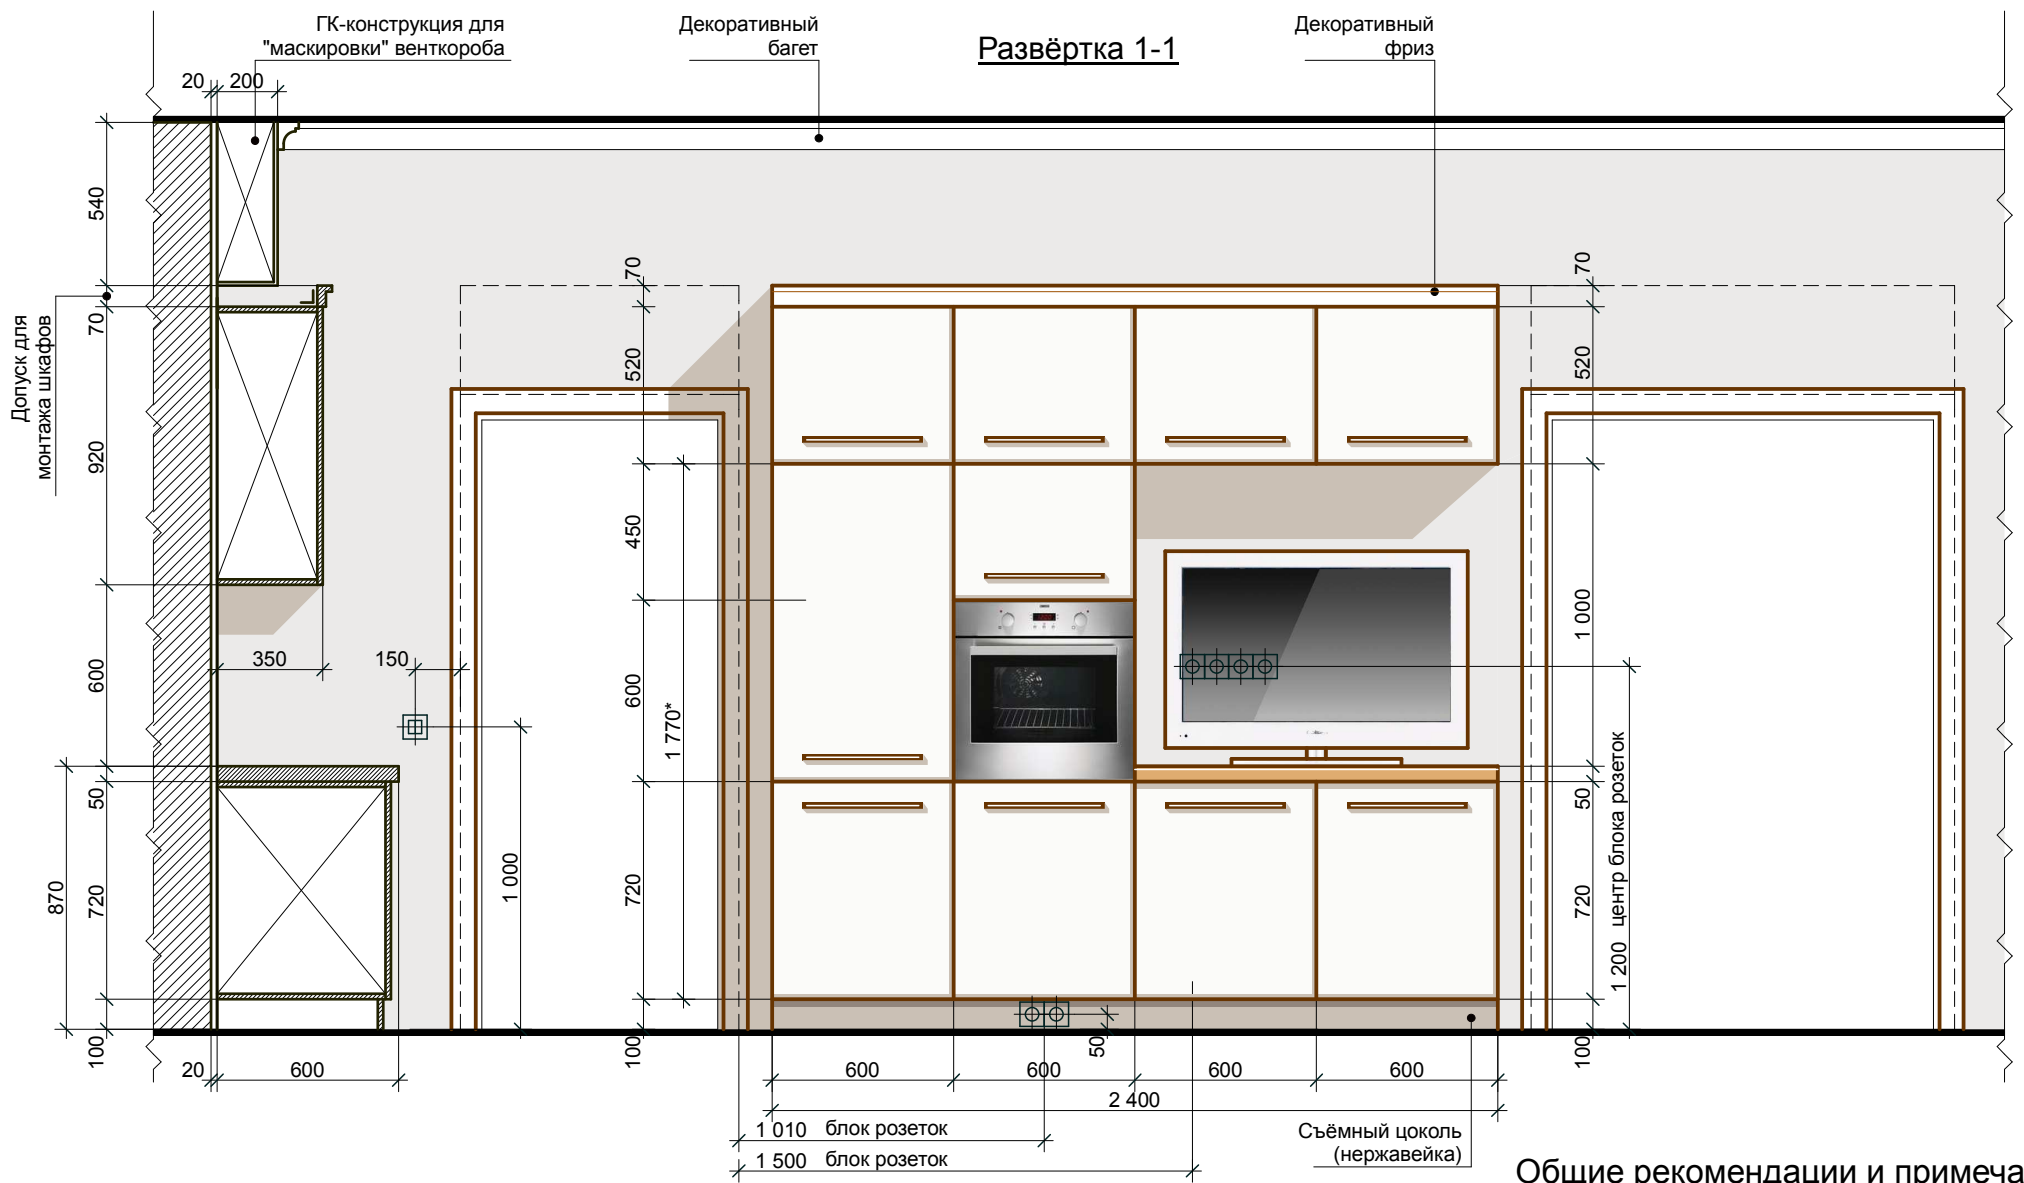 ГК-конструкция для
"маскировки" венткороба
Декоративный
багет
Развёртка 1-1
Декоративный
фриз
20
200
540
70
920
600
50
720
870
100
Допуск для
монтажа шкафов
350
150
1 000
20
600
70
520
450
600
1 770*
720
100
70
520
1 000
50
720
100
1 200 центр блока розеток
50
600
600
600
600
2 400
1 010 блок розеток
1 500 блок розеток
Съёмный цоколь
(нержавейка)
Общие рекомендации и примеча